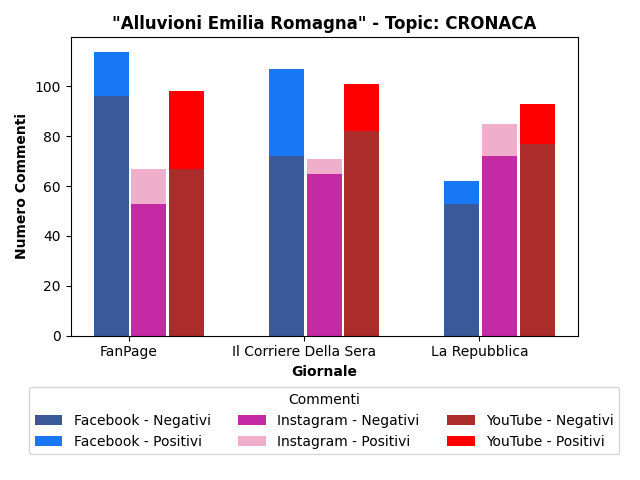 "Alluvioni Emilia Romagna" - Topic: CRONACA
Numero Commenti
100
80
60
40
20
0
FanPage Il Corriere Della Sera La Repubblica
Giornale
Commenti
Facebook - Negativi Instagram - Negativi YouTube - Negativi
Facebook - Positivi Instagram - Positivi YouTube - Positivi